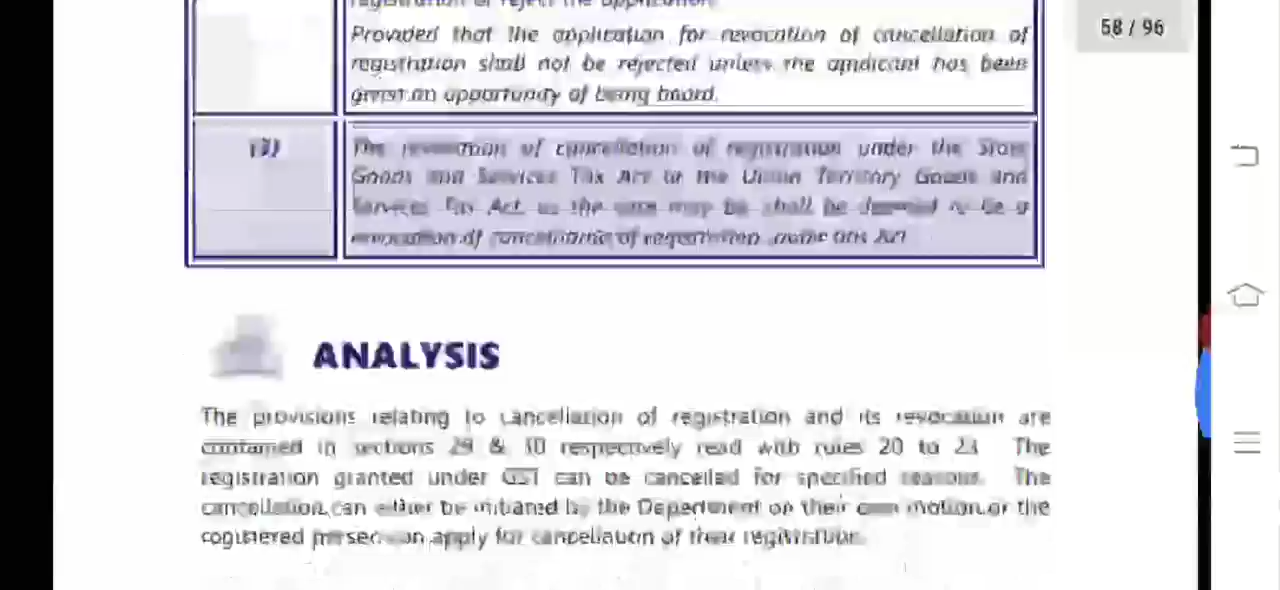 registration or reject the application.
58 / 96
Provided that the application for revocation of cancellation of
registration shall not be rejected unless the applicant has been
given an opportunity of being heard.
(3)
The revocation of cancellation of registration under the State
Goods and Services Tax Act or the Union Territory Goods and
Services Tax Act, as the case may be, shall be deemed to be a
revocation of cancellation of registration under this Act.
ANALYSIS
The provisions relating to cancellation of registration and its revocation are
contained in sections 29 & 30 respectively read with rules 20 to 23. The
registration granted under GST can be cancelled for specified reasons. The
cancellation can either be initiated by the Department on their own motion or the
registered person can apply for cancellation of their registration.